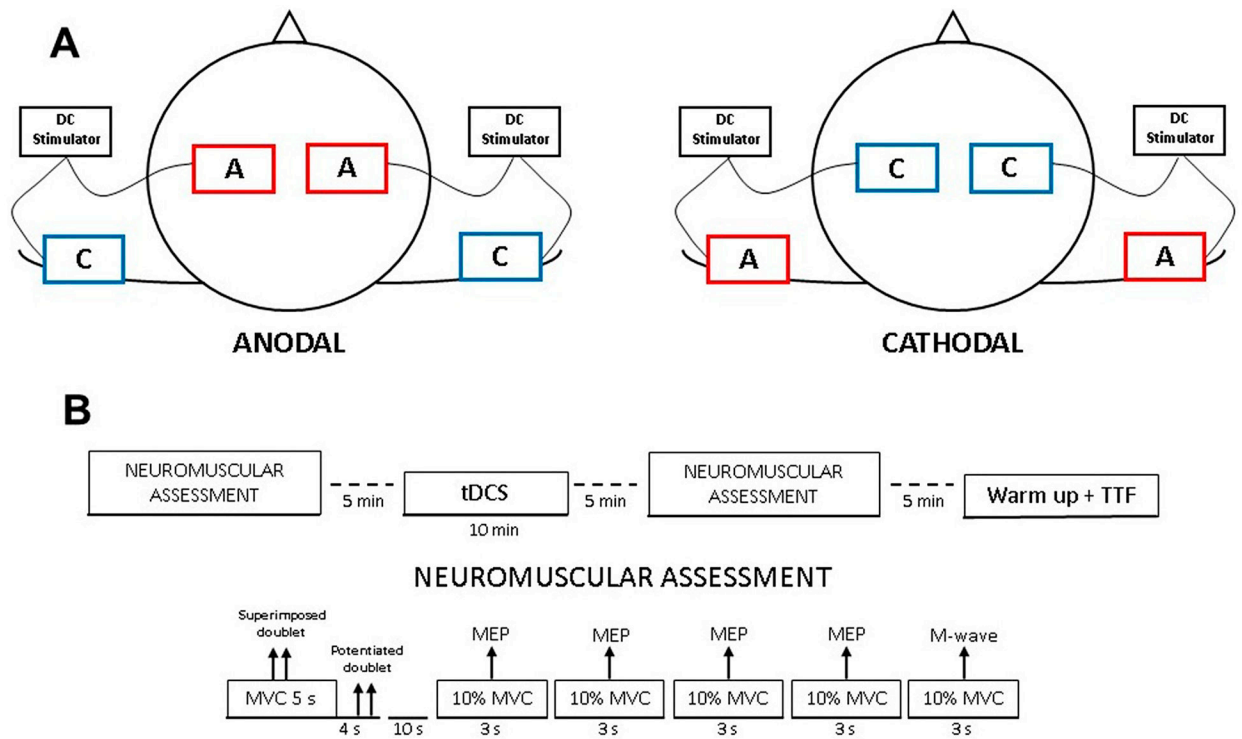 A
DC
Stimulator
DC
Stimulator
A
A
C
C
ANODAL
DC
Stimulator
DC
Stimulator
C
C
A
A
CATHODAL
B
NEUROMUSCULAR
ASSESSMENT
5 min
tDCS
10 min
5 min
NEUROMUSCULAR
ASSESSMENT
5 min
Warm up + TTF
NEUROMUSCULAR ASSESSMENT
Superimposed
doublet
Potentiated
doublet
MEP
MEP
MEP
MEP
M-wave
MVC 5 s
10% MVC
10% MVC
10% MVC
10% MVC
10% MVC
4 s
10 s
3 s
3 s
3 s
3 s
3 s